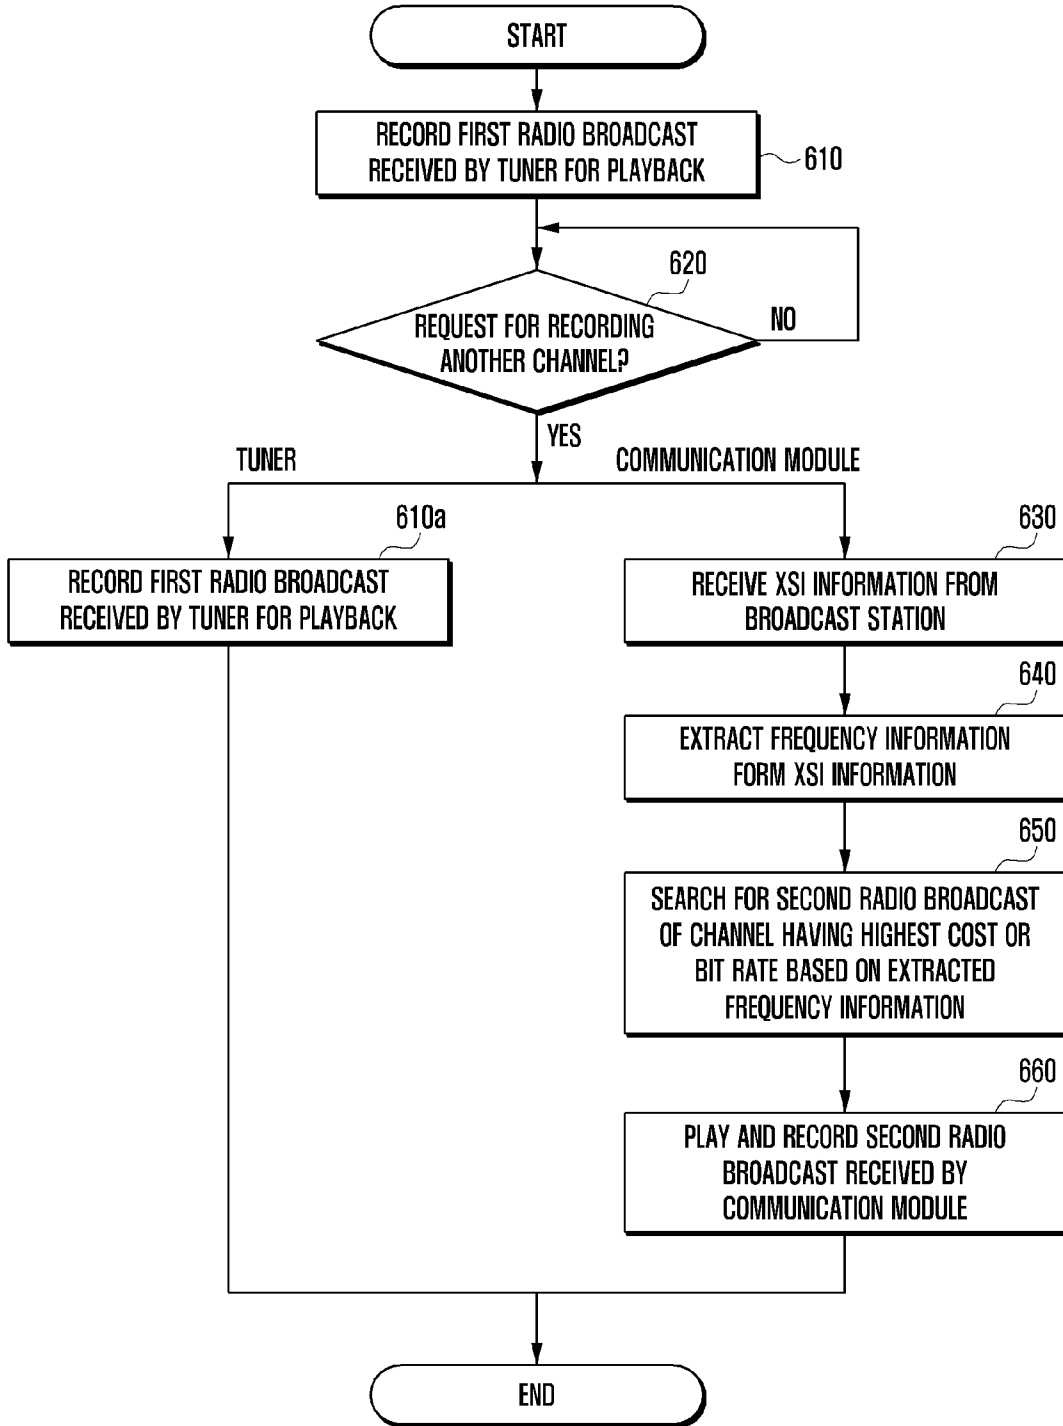 START
RECORD FIRST RADIO BROADCAST
RECEIVED BY TUNER FOR PLAYBACK
610
620
REQUEST FOR RECORDING
ANOTHER CHANNEL?
NO
YES
TUNER
COMMUNICATION MODULE
610a
RECORD FIRST RADIO BROADCAST
RECEIVED BY TUNER FOR PLAYBACK
630
RECEIVE XSI INFORMATION FROM
BROADCAST STATION
640
EXTRACT FREQUENCY INFORMATION
FORM XSI INFORMATION
650
SEARCH FOR SECOND RADIO BROADCAST
OF CHANNEL HAVING HIGHEST COST OR
BIT RATE BASED ON EXTRACTED
FREQUENCY INFORMATION
660
PLAY AND RECORD SECOND RADIO
BROADCAST RECEIVED BY
COMMUNICATION MODULE
END